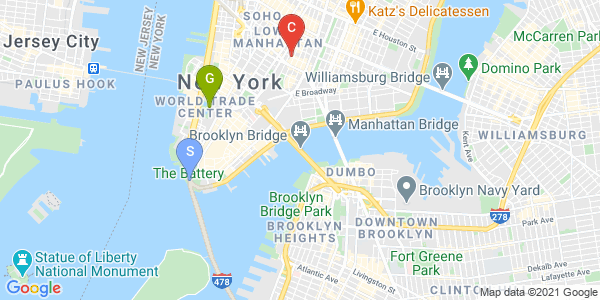 SOHO
Katz's Delicatessen
NEW JERSEY
NEW YORK
C
LOWER
MANHATTAN
E Houston St
Jersey City
McCarren Park
PAULUS HOOK
New York
G
Williamsburg Bridge
Domino Park
WORLD TRADE
CENTER
E Broadway
Manhattan Bridge
WILLIAMSBURG
Brooklyn Bridge
Kent Ave
S
The Battery
DUMBO
Brooklyn Navy Yard
Brooklyn
Bridge Park
278
Park Ave
DOWNTOWN
BROOKLYN
BROOKLYN
HEIGHTS
Statue of Liberty
National Monument
Fort Greene
Park
DeKalb Ave
Lafayette Ave
478
Atlantic Ave
Livingston St
Google
Map data ©2021 Google